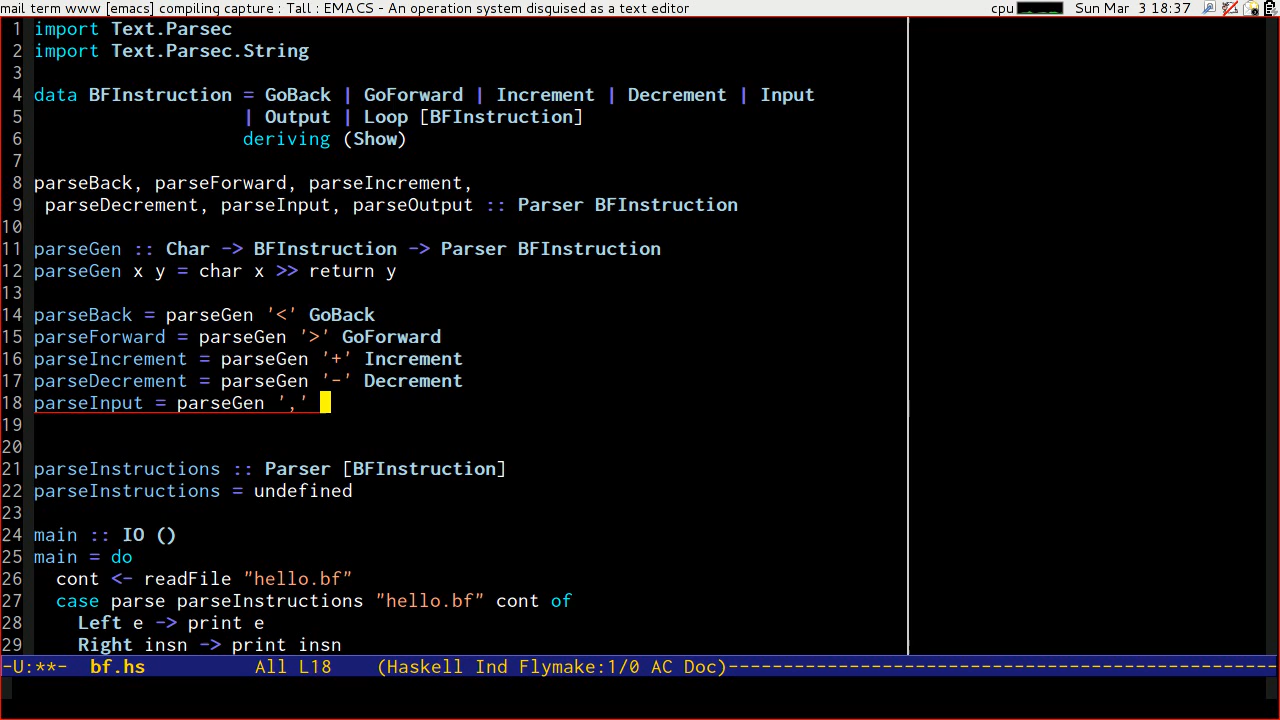 mail term www [emacs] compiling capture : Tall : EMACS - An operation system disguised as a text editor cpu Sun Mar 3 18:37
1 import Text.Parsec
2 import Text.Parsec.String
3
4 data BFInstruction = GoBack | GoForward | Increment | Decrement | Input
5 | Output | Loop [BFInstruction]
6 deriving (Show)
7
8 parseBack, parseForward, parseIncrement,
9 parseDecrement, parseInput, parseOutput :: Parser BFInstruction
10
11 parseGen :: Char -> BFInstruction -> Parser BFInstruction
12 parseGen x y = char x >> return y
13
14 parseBack = parseGen '<' GoBack
15 parseForward = parseGen '>' GoForward
16 parseIncrement = parseGen '+' Increment
17 parseDecrement = parseGen '-' Decrement
18 parseInput = parseGen ','
19
20
21 parseInstructions :: Parser [BFInstruction]
22 parseInstructions = undefined
23
24 main :: IO ()
25 main = do
26 cont <- readFile "hello.bf"
27 case parse parseInstructions "hello.bf" cont of
28 Left e -> print e
29 Right insn -> print insn
-U:**- bf.hs All L18 (Haskell Ind Flymake:1/0 AC Doc)--------------------------------------------------